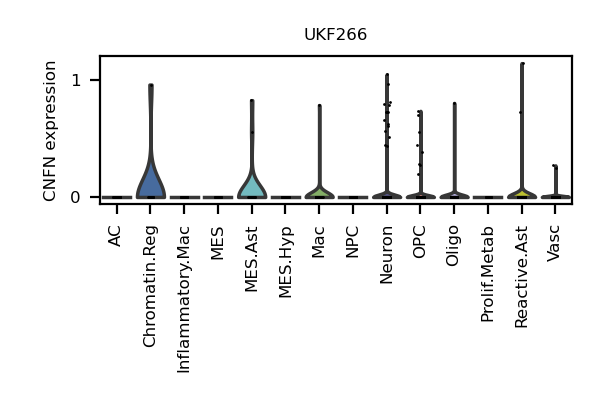 UKF266
CNFN expression
1
0
AC
Chromatin.Reg
Inflammatory.Mac
MES
MES.Ast
MES.Hyp
Mac
NPC
Neuron
OPC
Oligo
Prolif.Metab
Reactive.Ast
Vasc